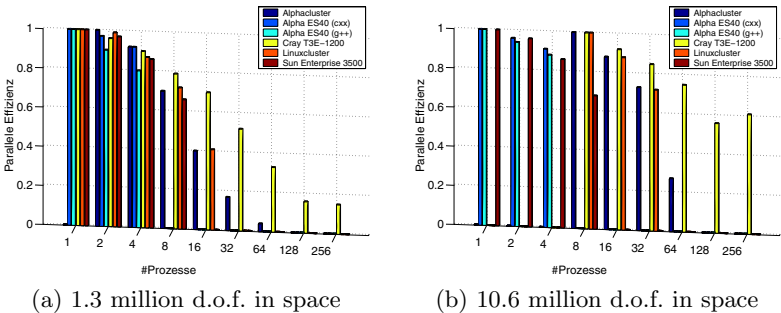 Alphacluster
Alpha ES40 (cxx)
Alpha ES40 (g++)
Cray T3E−1200
Linuxcluster
Sun Enterprise 3500
Parallele Effizienz
1
0.8
0.6
0.4
0.2
0
1
2
4
8
16
32
64
128
256
#Prozesse
(a) 1.3 million d.o.f. in space
Alphacluster
Alpha ES40 (cxx)
Alpha ES40 (g++)
Cray T3E−1200
Linuxcluster
Sun Enterprise 3500
Parallele Effizienz
1
0.8
0.6
0.4
0.2
0
1
2
4
8
16
32
64
128
256
#Prozesse
(b) 10.6 million d.o.f. in space